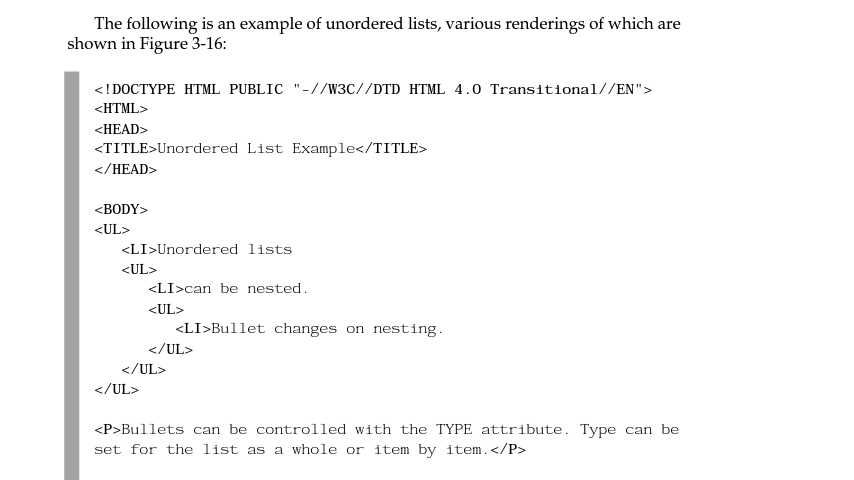 The following is an example of unordered lists, various renderings of which are
shown in Figure 3-16:
<!DOCTYPE HTML PUBLIC "-//W3C//DTD HTML 4.0 Transitional//EN">
<HTML>
<HEAD>
<TITLE>Unordered List Example</TITLE>
</HEAD>
<BODY>
<UL>
<LI>Unordered lists
<UL>
<LI>can be nested.
<UL>
<LI>Bullet changes on nesting.
</UL>
</UL>
</UL>
<P>Bullets can be controlled with the TYPE attribute. Type can be
set for the list as a whole or item by item.</P>